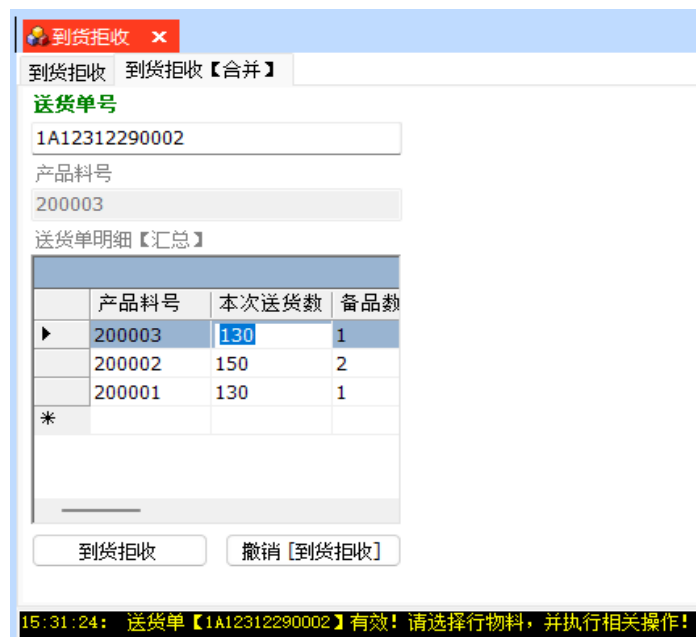 到货拒收 ×
到货拒收 到货拒收【合并】
送货单号
1A12312290002
产品料号
200003
送货单明细【汇总】
产品料号 本次送货数 备品数
200003 130 1
200002 150 2
200001 130 1
*
到货拒收 撤销 [到货拒收]
15:31:24: 送货单【1A12312290002】有效! 请选择行物料, 并执行相关操作!